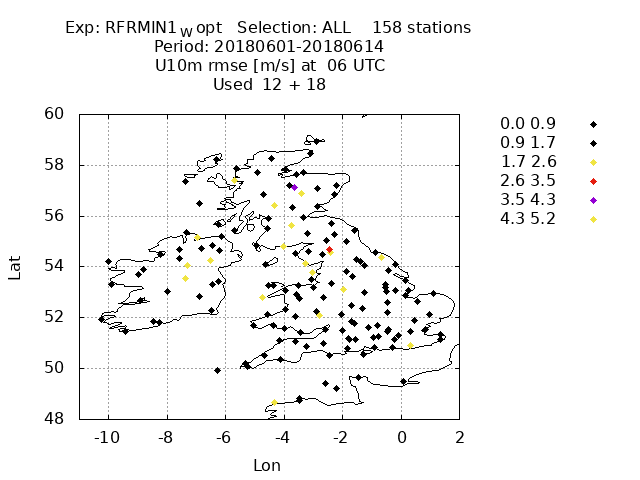 Exp: RFRMIN1_W opt Selection: ALL 158 stations
Period: 20180601-20180614
U10m rmse [m/s] at 06 UTC
Used 12 + 18
60
58
56
54
52
50
48
Lat
-10 -8 -6 -4 -2 0 2
Lon
0.0 0.9
0.9 1.7
1.7 2.6
2.6 3.5
3.5 4.3
4.3 5.2